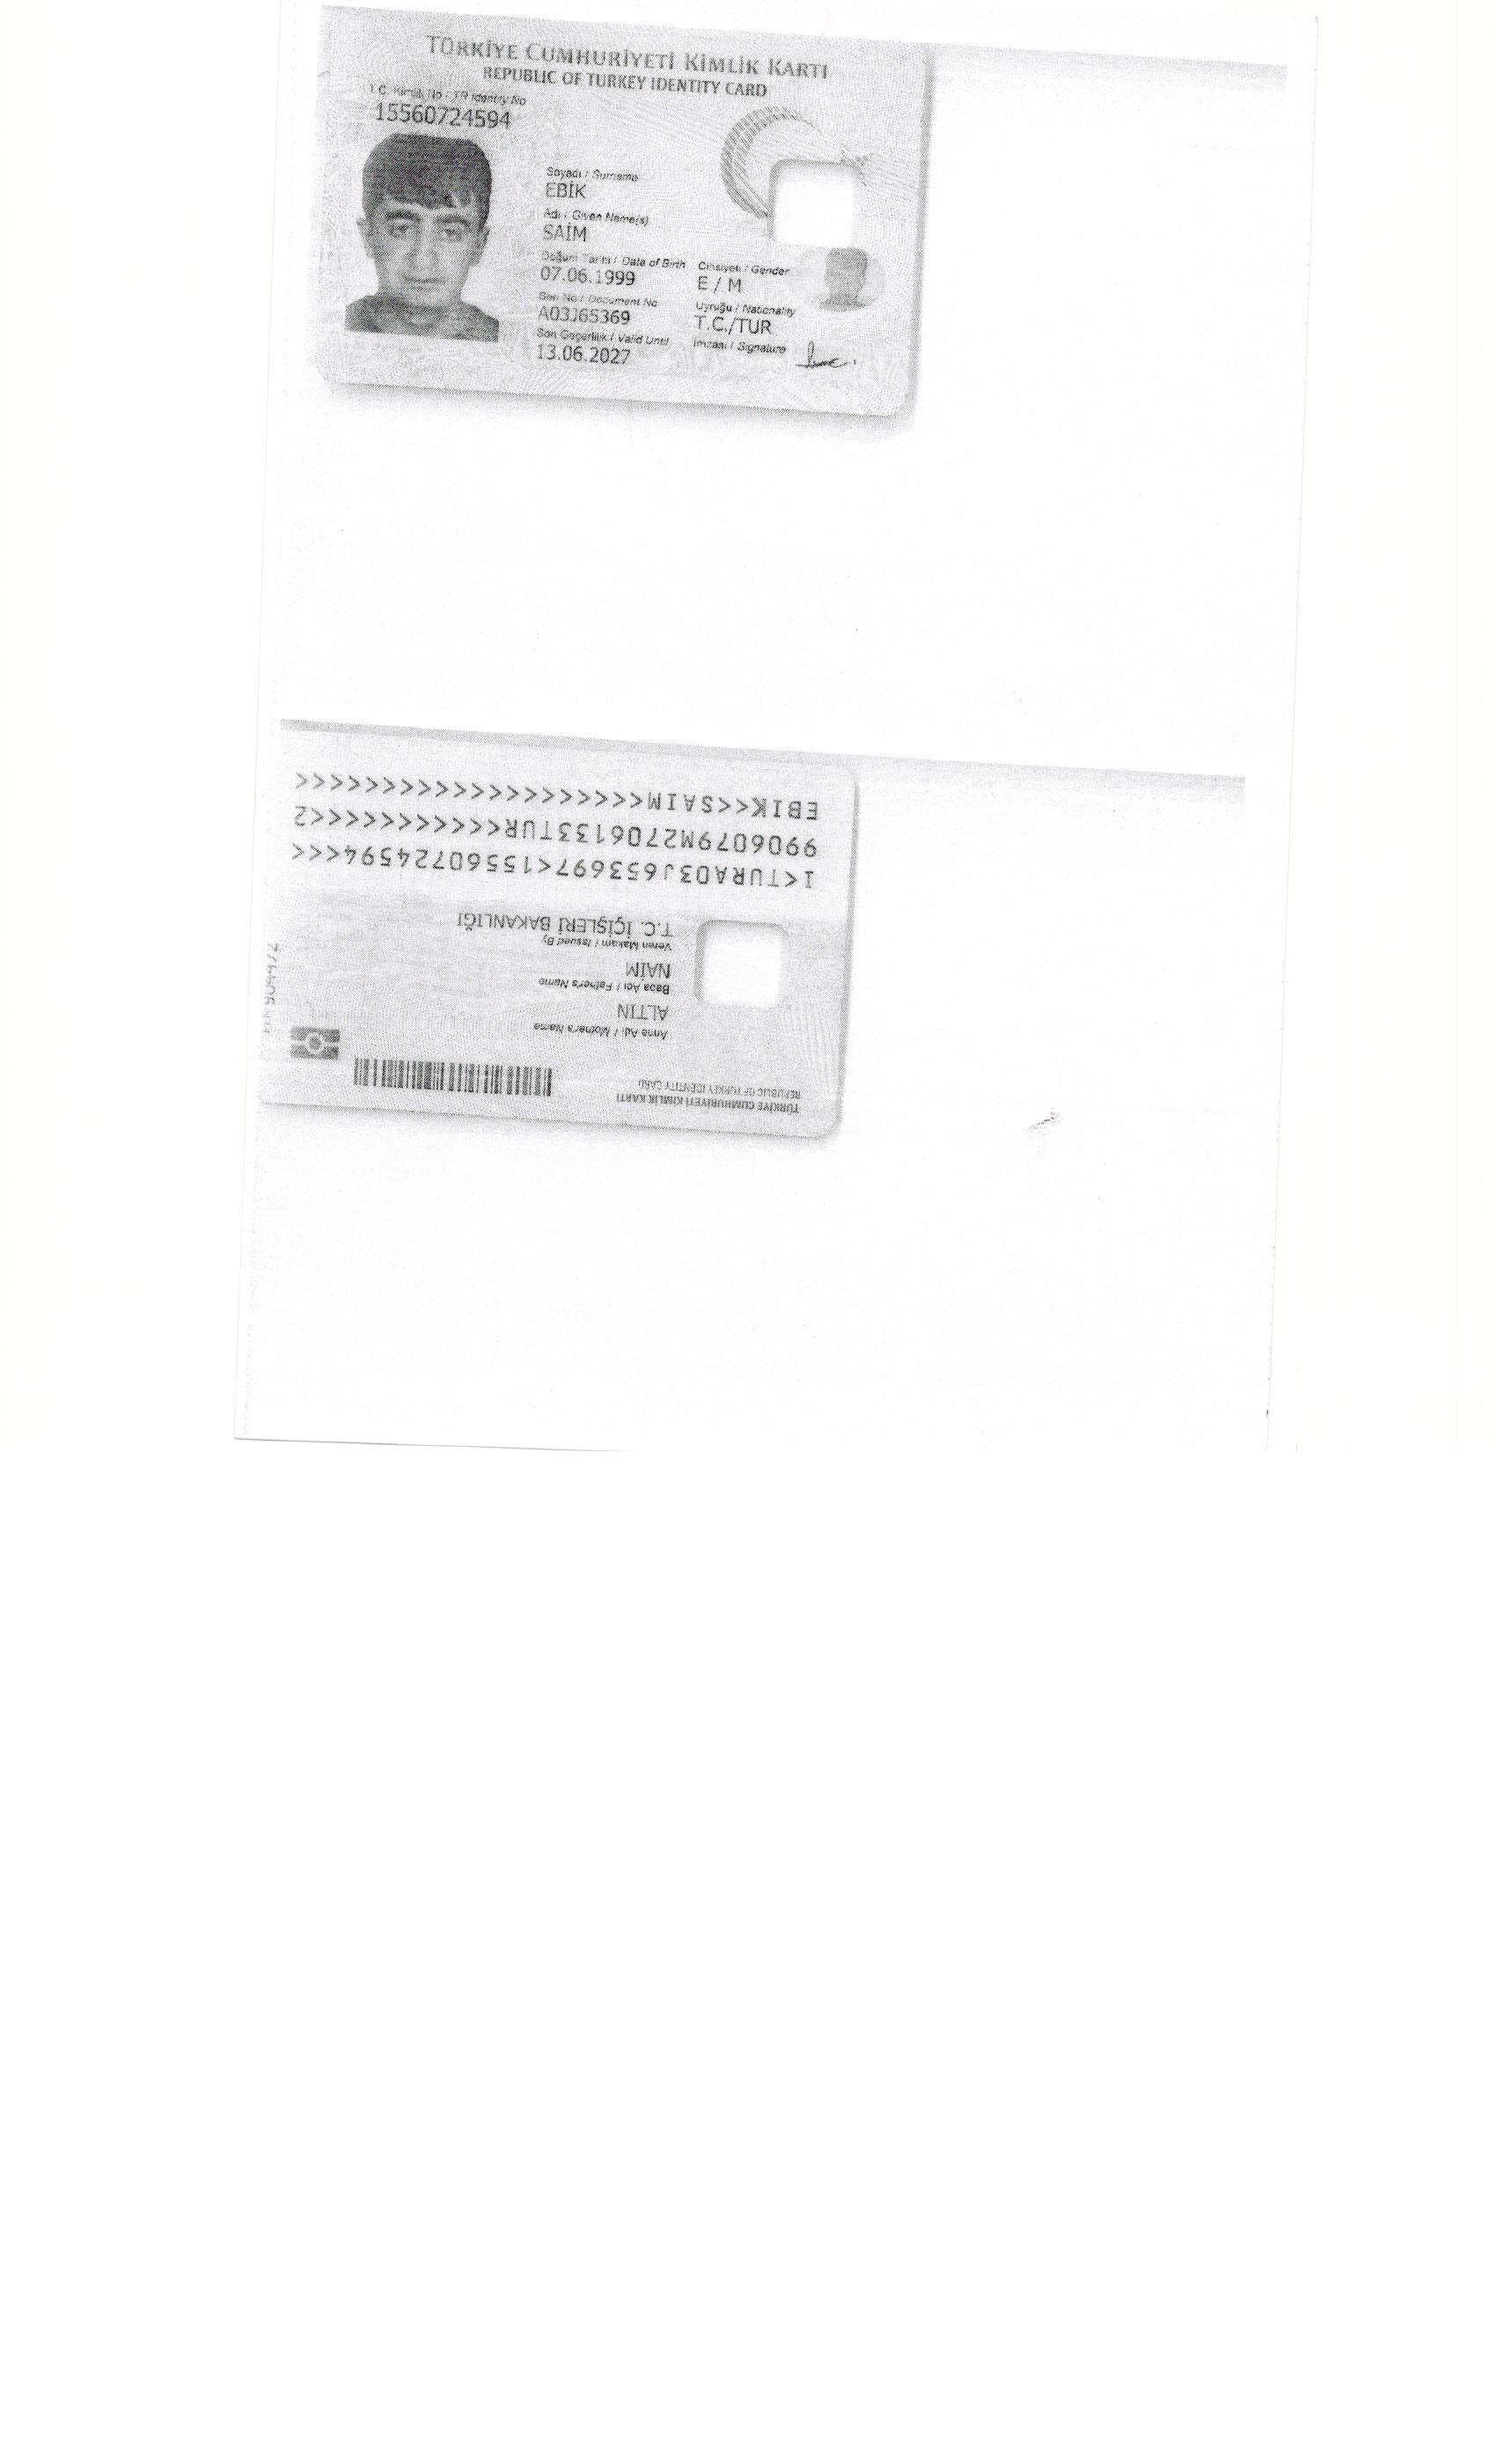 TÜRKİYE CUMHURİYETİ KİMLİK KARTI
REPUBLIC OF TURKEY IDENTITY CARD
T.C. Kimlik No / TR Identity No
15560724594
Soyadı / Surname
EBİK
Adı / Given Name(s)
SAİM
Doğum Tarihi / Date of Birth
07.06.1999
Cinsiyeti / Gender
E / M
Seri No / Document No
A03J65369
Uyruğu / Nationality
T.C./TUR
Son Geçerlilik / Valid Until
13.06.2027
İmzası / Signature
TÜRKİYE CUMHURİYETİ KİMLİK KARTI
REPUBLIC OF TURKEY IDENTITY CARD
Anne Adı / Mother's Name
ALTIN
Baba Adı / Father's Name
NAİM
Veren Makam / Issued By
T.C. İÇİŞLERİ BAKANLIĞI
I<TURA03J653697<15560724594<<<
9906079M2706133TUR<<<<<<<<<<<2
EBIK<<SAIM<<<<<<<<<<<<<<<<<<<<